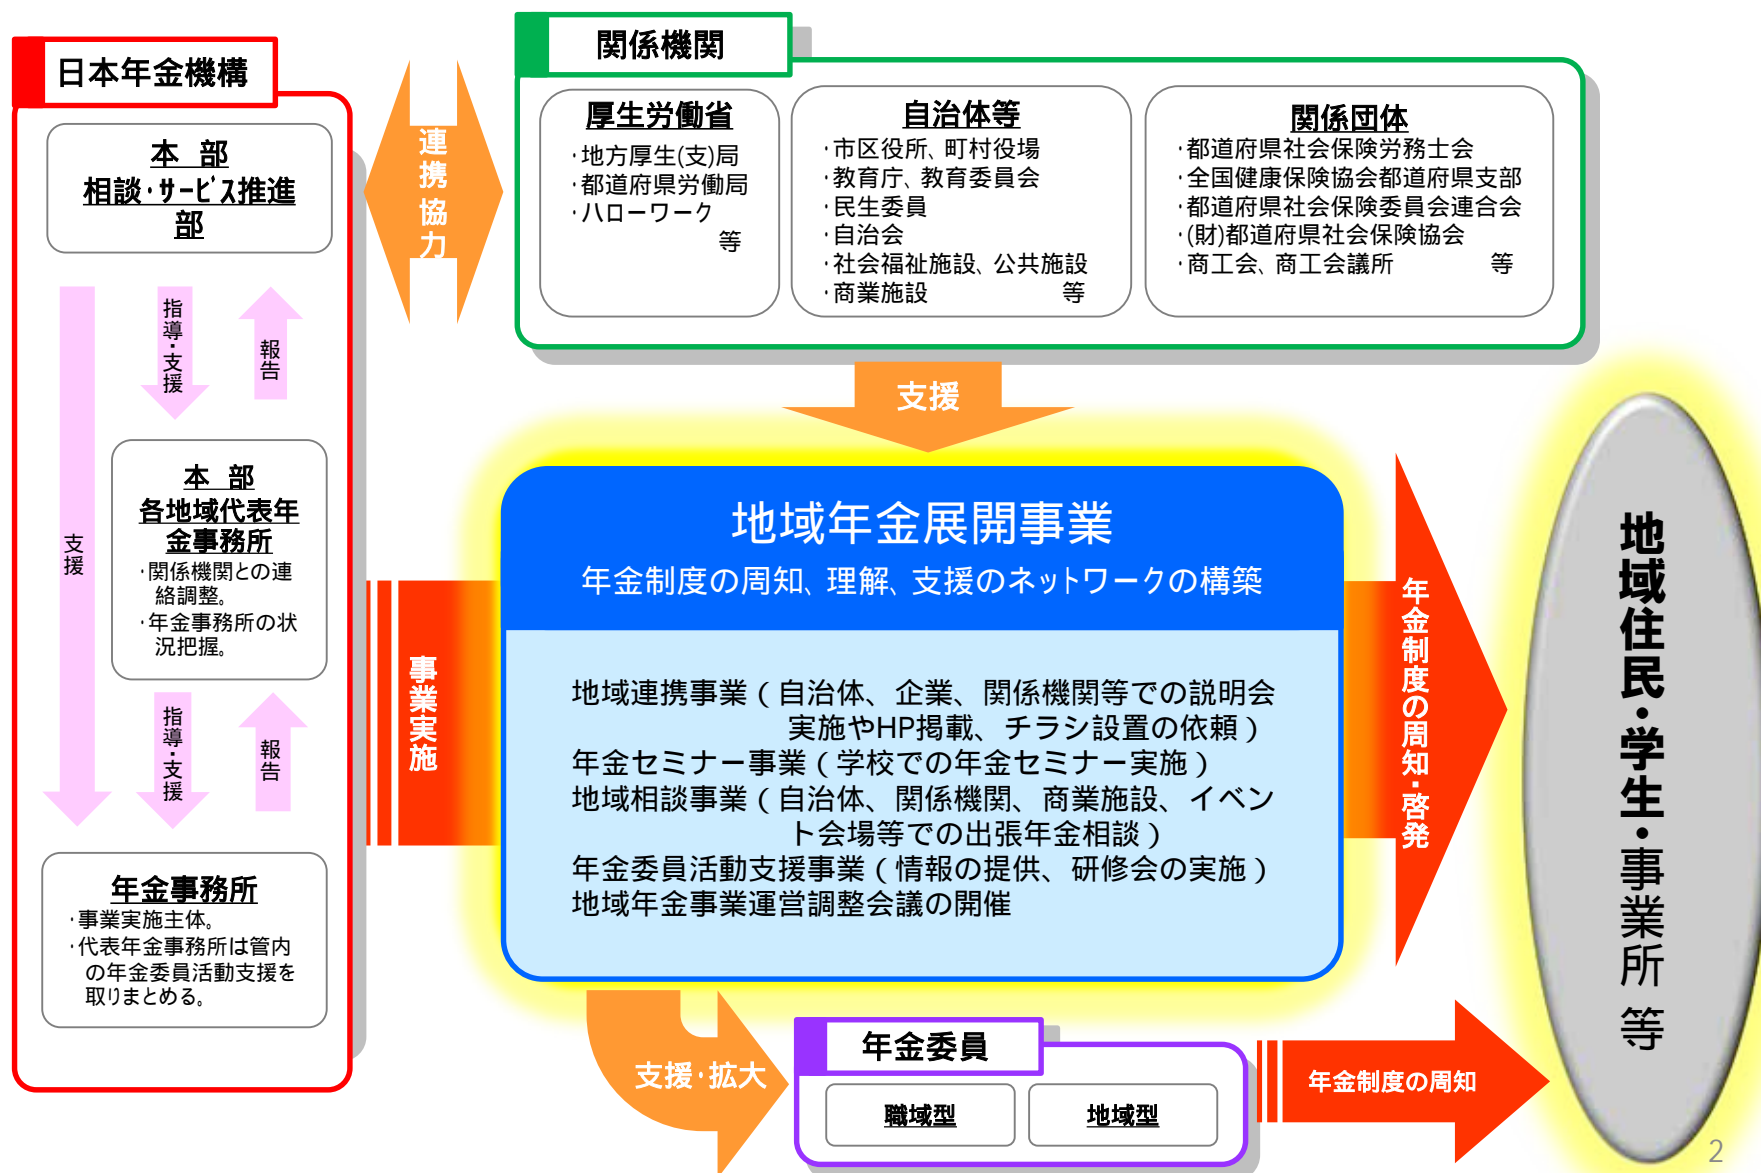 日本年金機構
本 部
相談・サービス推進
部
指導・支援
報告
支援
本 部
各地域代表年
金事務所
・関係機関との連
絡調整。
・年金事務所の状
況把握。
指導・支援
報告
年金事務所
・事業実施主体。
・代表年金事務所は管内
の年金委員活動支援を
取りまとめる。
連携協力
関係機関
厚生労働省
・地方厚生(支)局
・都道府県労働局
・ハローワーク
等
自治体等
・市区役所、町村役場
・教育庁、教育委員会
・民生委員
・自治会
・社会福祉施設、公共施設
・商業施設 等
関係団体
・都道府県社会保険労務士会
・全国健康保険協会都道府県支部
・都道府県社会保険委員会連合会
・(財)都道府県社会保険協会
・商工会、商工会議所 等
支援
事業実施
地域年金展開事業
年金制度の周知、理解、支援のネットワークの構築
地域連携事業(自治体、企業、関係機関等での説明会
実施やHP掲載、チラシ設置の依頼)
年金セミナー事業(学校での年金セミナー実施)
地域相談事業(自治体、関係機関、商業施設、イベン
ト会場等での出張年金相談)
年金委員活動支援事業(情報の提供、研修会の実施)
地域年金事業運営調整会議の開催
年金制度の周知・啓発
支援・拡大
年金委員
職域型
地域型
年金制度の周知
地域住民・学生・事業所 等
2